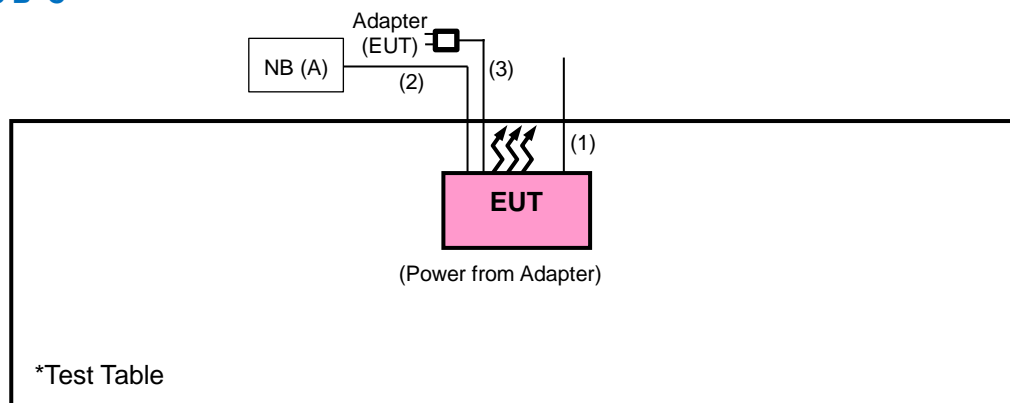 Adapter
(EUT)
NB (A)
(2)
(3)
(1)
EUT
(Power from Adapter)
*Test Table